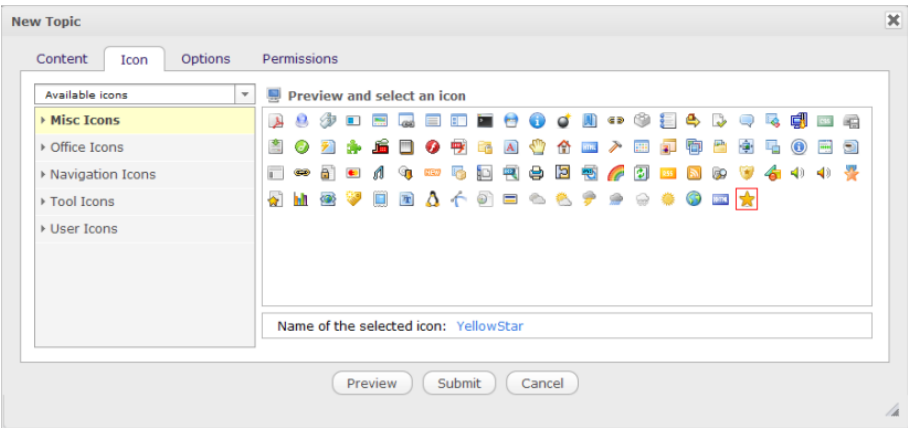 New Topic
Content Icon Options Permissions
Available icons
Preview and select an icon
Misc Icons
Office Icons
Navigation Icons
Tool Icons
User Icons
Name of the selected icon: YellowStar
Preview Submit Cancel